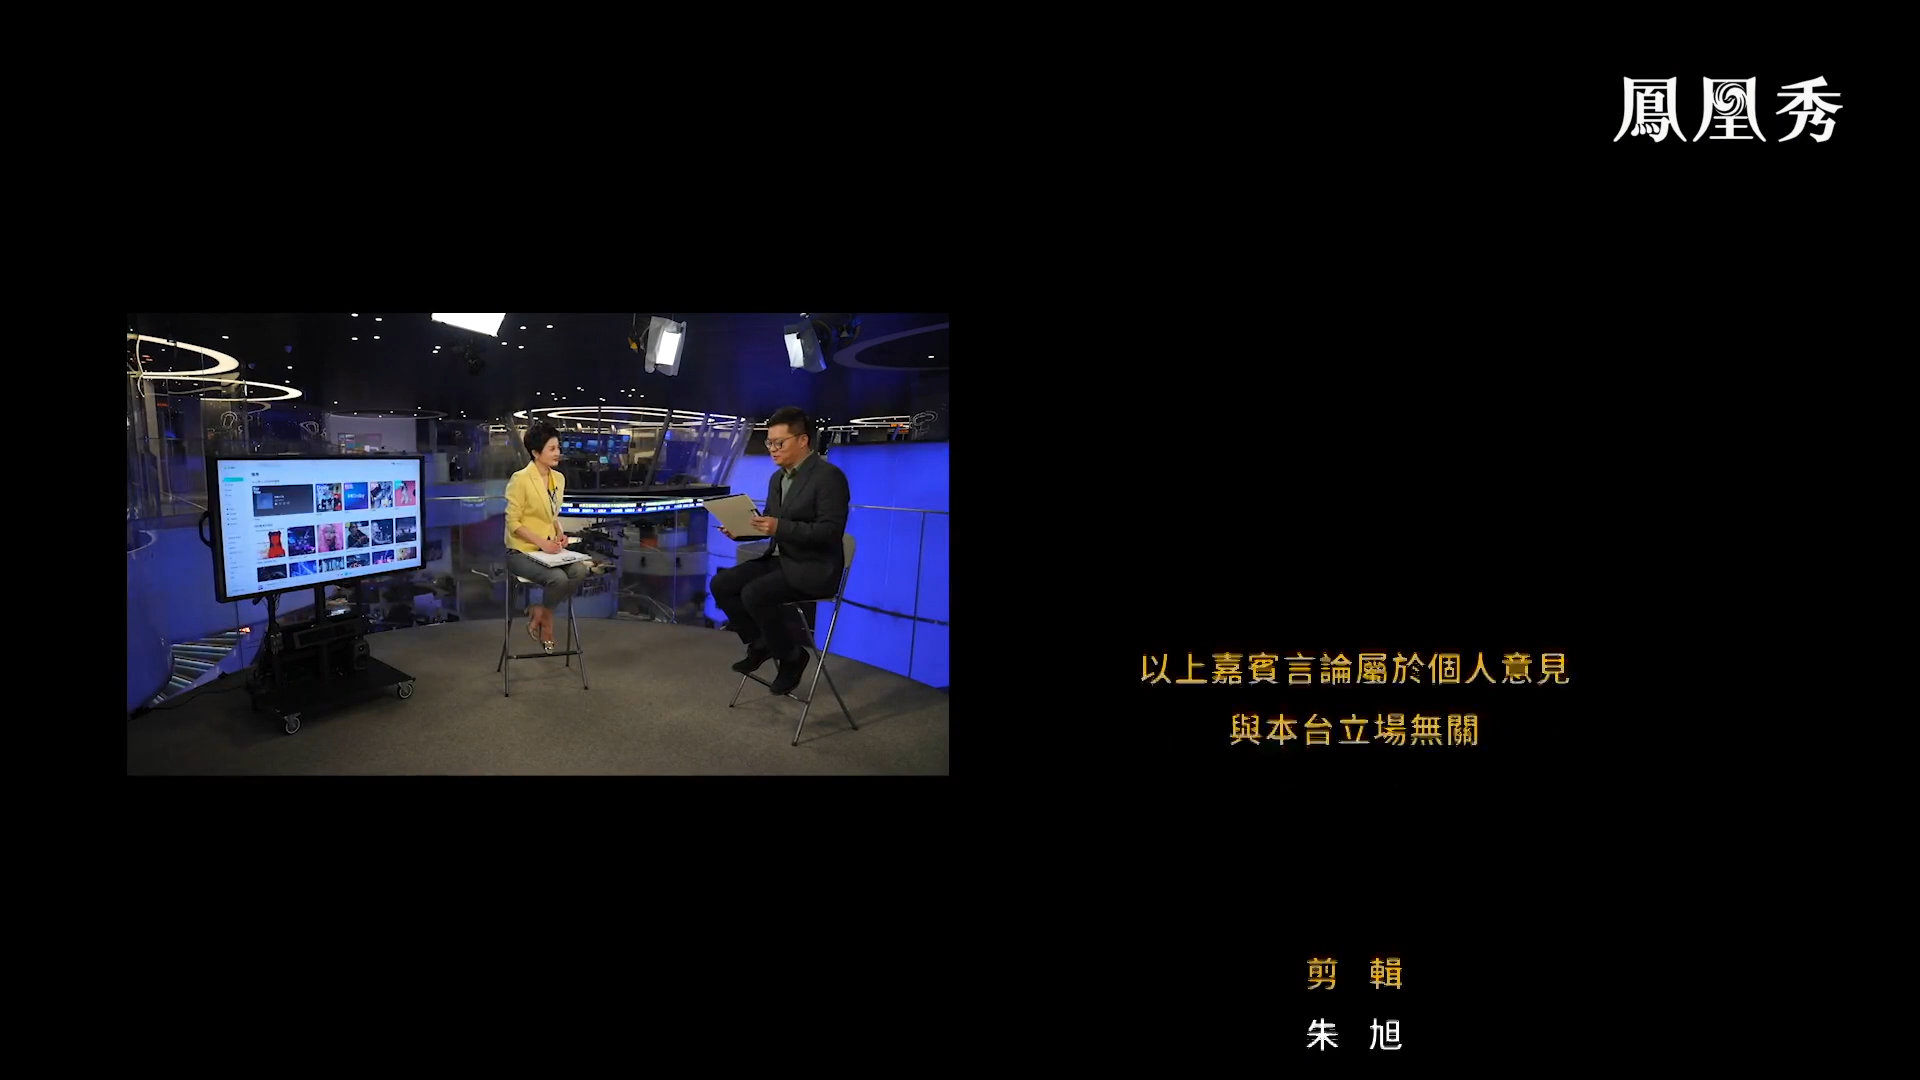 鳳凰秀
以上嘉賓言論屬於個人意見
與本台立場無關
剪 輯
朱 旭